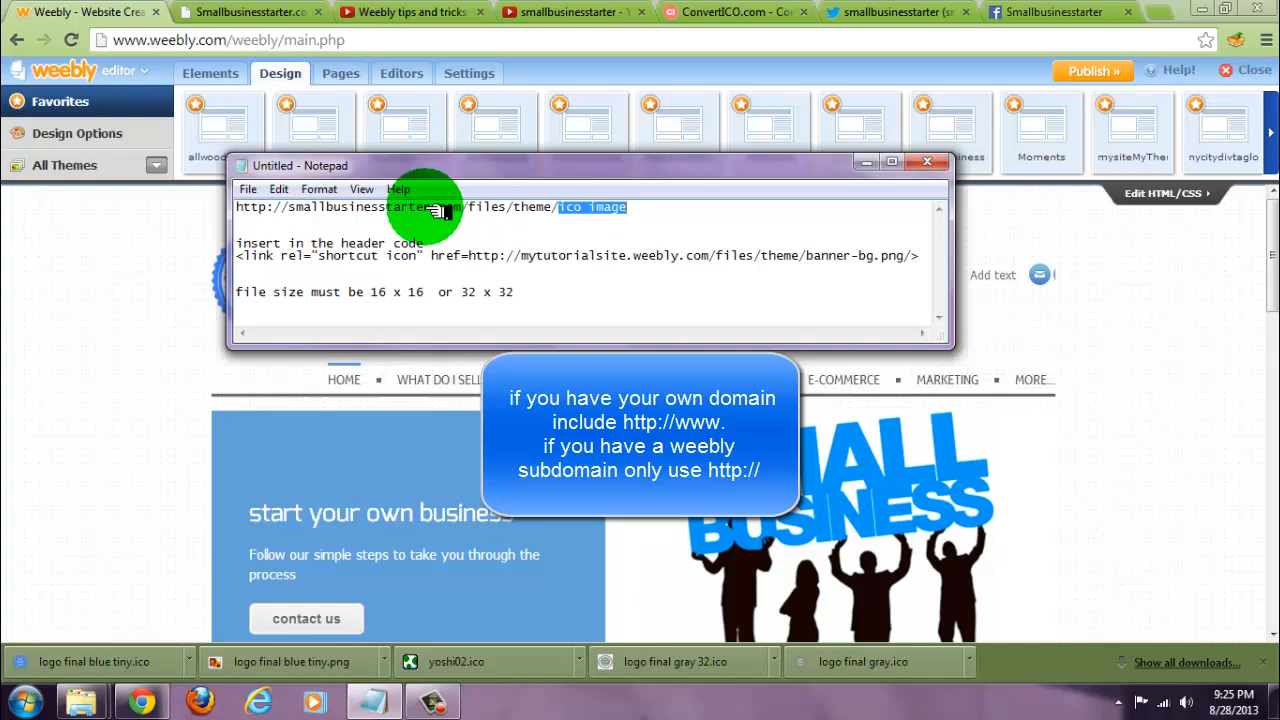 Weebly - Website Crea
Smallbusinessstarter.co
Weebly tips and tricks
smallbusinesstarter - Y
ConvertICO.com - Co
smallbusinesstarter (s
Smallbusinesstarter
www.weebly.com/weebly/main.php
weebly editor
Elements
Design
Pages
Editors
Settings
Publish »
Help!
Close
Favorites
Design Options
All Themes
allwoo
iness
Moments
mysiteMyThe
nycitydivtaglo
Untitled - Notepad
File Edit Format View Help
http://smallbusinesstarter.com/files/theme/ico image
insert in the header code
<link rel="shortcut icon" href=http://mytutorialsite.weebly.com/files/theme/banner-bg.png/>
file size must be 16 x 16 or 32 x 32
Edit HTML/CSS
Add text
HOME
WHAT DO I SELL
E-COMMERCE
MARKETING
MORE...
if you have your own domain
include http://www.
if you have a weebly
subdomain only use http://
start your own business
Follow our simple steps to take you through the
process
contact us
SMALL
BUSINESS
logo final blue tiny.ico
logo final blue tiny.png
yoshi02.ico
logo final gray 32.ico
logo final gray.ico
Show all downloads...
9:25 PM
8/28/2013